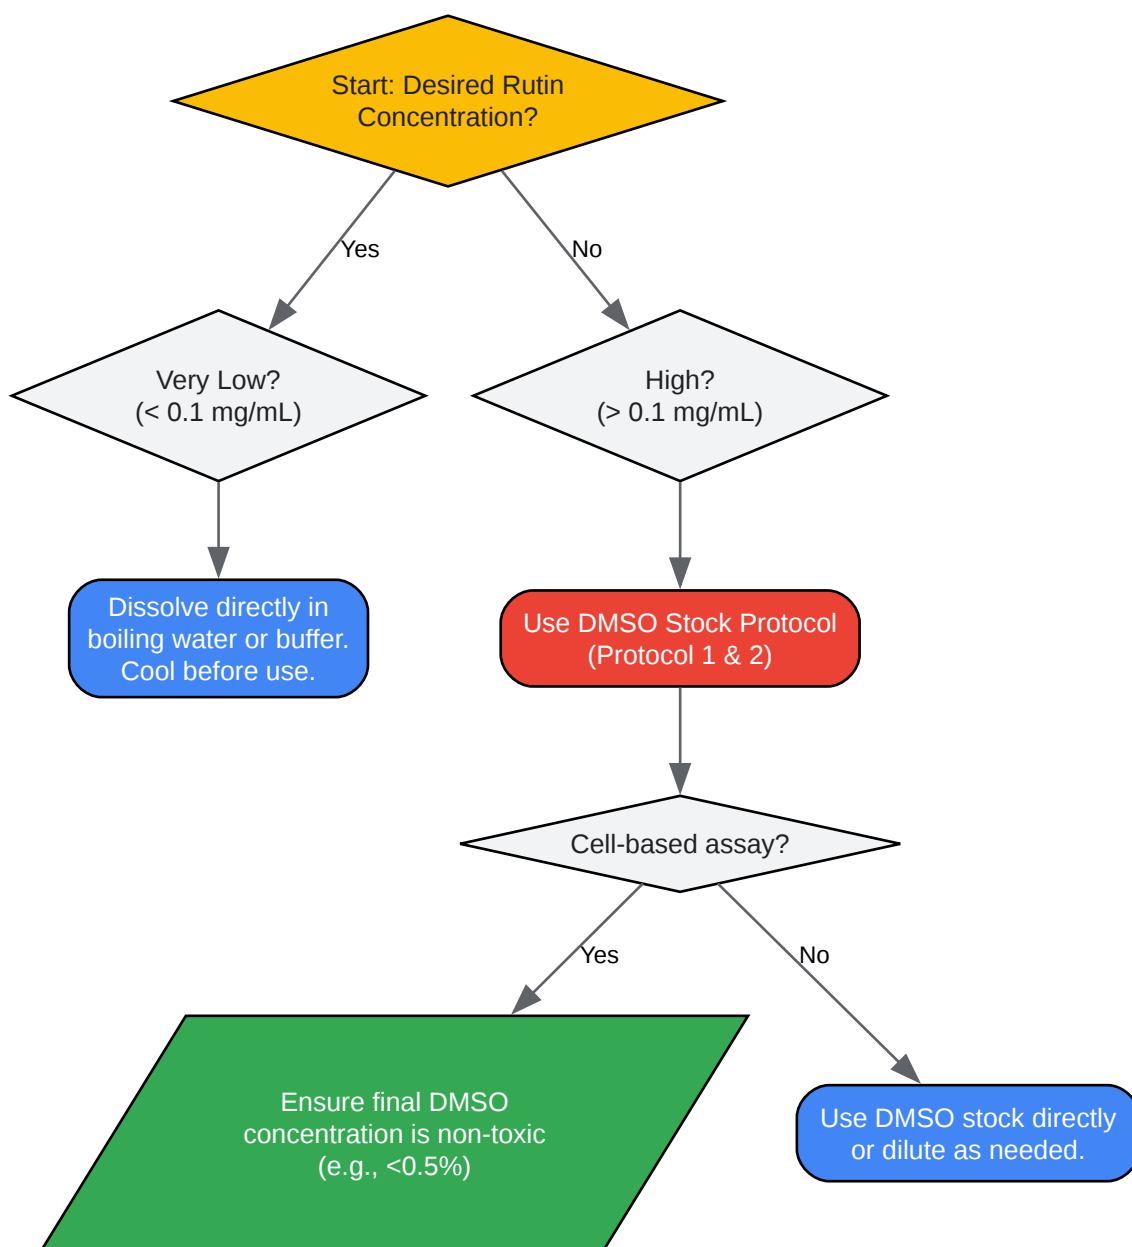 Start: Desired Rutin
Concentration?
Yes
No
Very Low?
(< 0.1 mg/mL)
High?
(> 0.1 mg/mL)
Dissolve directly in
boiling water or buffer.
Cool before use.
Use DMSO Stock Protocol
(Protocol 1 & 2)
Cell-based assay?
Yes
No
Ensure final DMSO
concentration is non-toxic
(e.g., <0.5%)
Use DMSO stock directly
or dilute as needed.